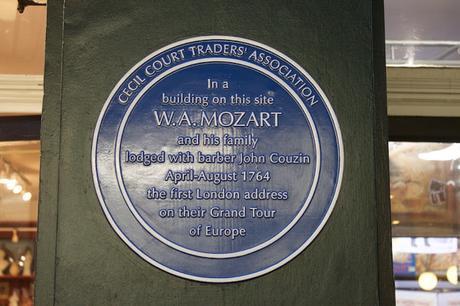 CECIL COURT TRADERS' ASSOCIATION
In a
building on this site
W.A. MOZART
and his family
lodged with barber John Couzin
April-August 1764
the first London address
on their Grand Tour
of Europe